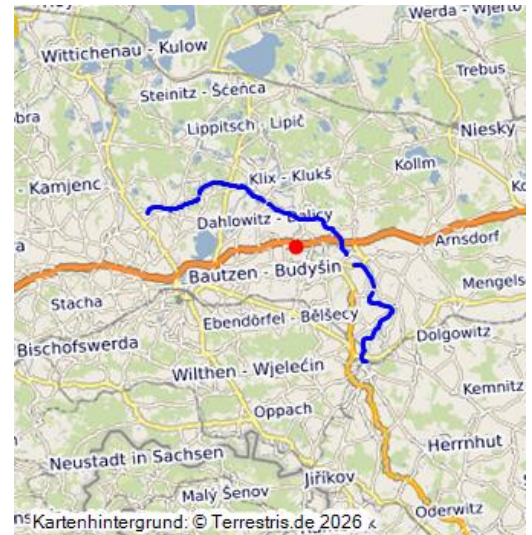 Werda - Wjerto
Wittichenau - Kulow
Trebus
Steinitz - Šćeńca
Lippitsch - Lipič
Niesky
Kollm
Klix - Klukš
- Kamjenc
Dahlowitz - Dalicy
Arnsdorf
Bautzen - Budyšin
Mengels
Stacha
Ebendörfel - Bělšecy
Dolgowitz
Bischofswerda
Wilthen - Wjelećin
Kemnitz
Oppach
Herrnhut
Neustadt in Sachsen
Jiříkov
Malý Šenov
Oderwitz
Kartenhintergrund: © Terrestris.de 2026